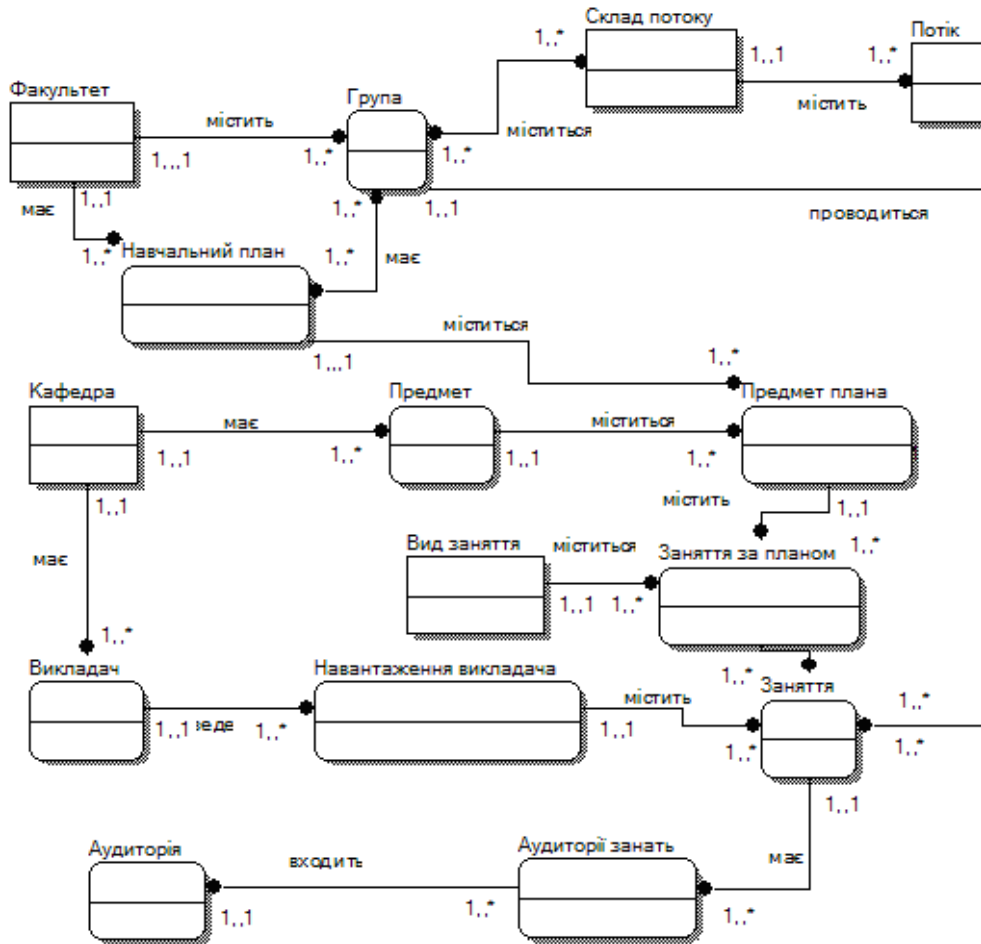 Склад потоку
Потік
1,,*
1,,1
1,,*
Факультет
Група
містить
містить
міститься
1,,,1
1,,*
1,,*
1,,1
1,,*
1,,1
має
проводиться
1,,*
Навчальний план
1,,*
має
міститься
1,,,1
1,,*
Кафедра
Предмет
Предмет плана
має
міститься
1,,1
1,,*
1,,1
1,,*
1,,1
містить
1,,1
має
Вид заняття
міститься
Заняття за планом
1,,*
1,,1
1,,*
1,,*
Викладач
Навантаження викладача
1,,*
Заняття
містить
1,,*
1,,1
веде
1,,*
1,,1
1,,*
1,,*
1,,1
Аудиторія
входить
Аудиторії занать
має
1,,1
1,,*
1,,*